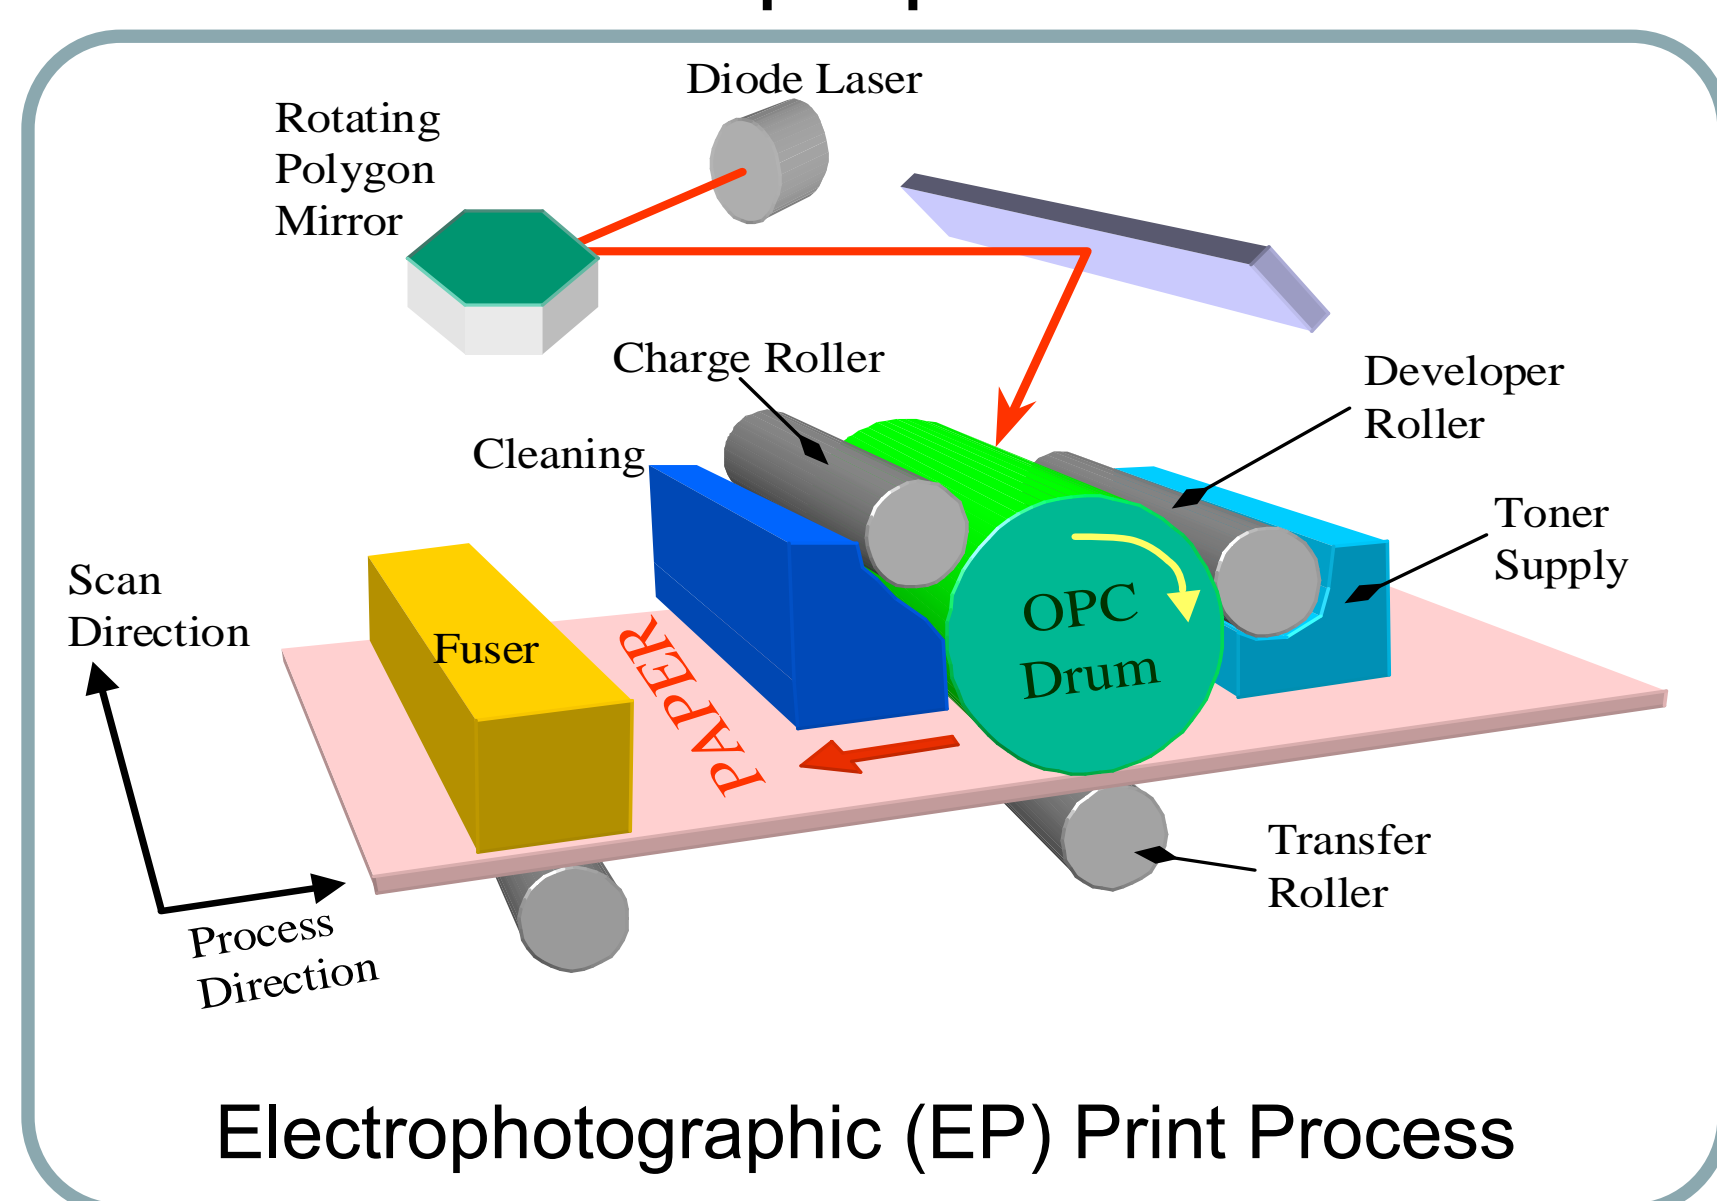 Diode Laser
Rotating
Polygon
Mirror
Charge Roller
Developer
Roller
Cleaning
Toner
Supply
Scan
Direction
Fuser
PAPER
OPC
Drum
Transfer
Roller
Process
Direction
Electrophotographic (EP) Print Process